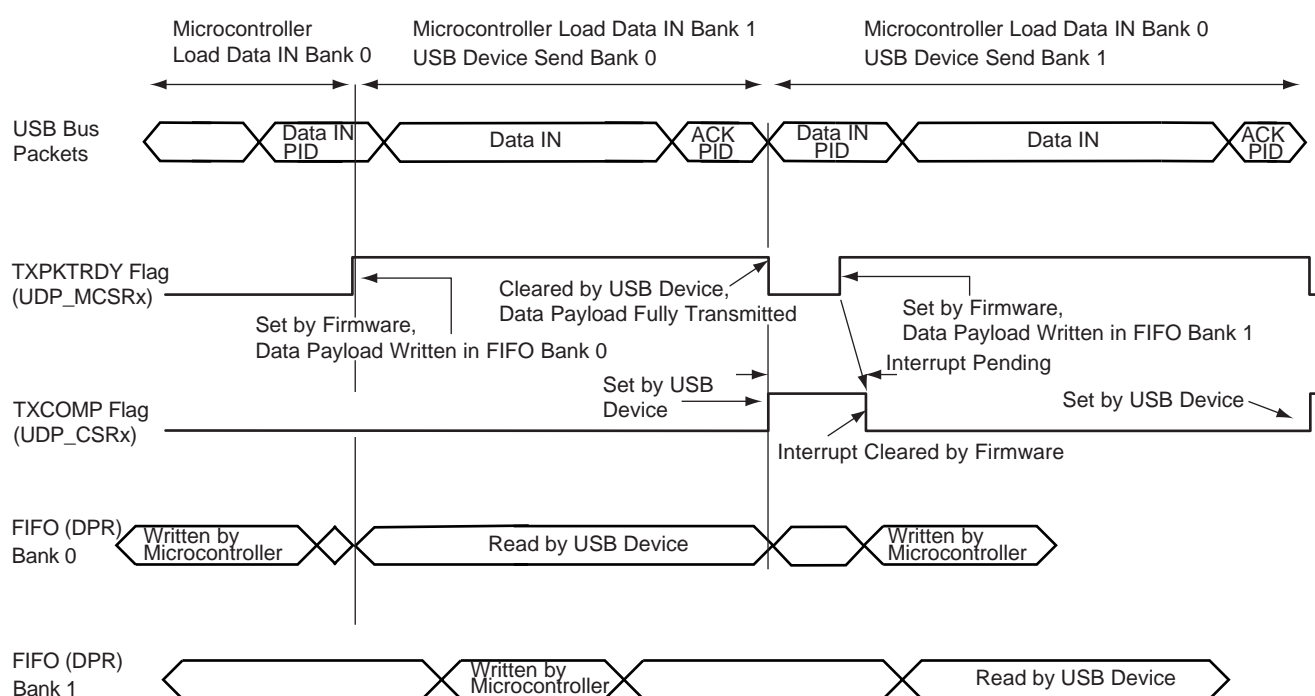 Microcontroller
Load Data IN Bank 0
Microcontroller Load Data IN Bank 1
USB Device Send Bank 0
Microcontroller Load Data IN Bank 0
USB Device Send Bank 1
USB Bus
Packets
Data IN
PID
Data IN
ACK
PID
Data IN
PID
Data IN
ACK
PID
TXPKTRDY Flag
(UDP_MCSRx)
Set by Firmware,
Data Payload Written in FIFO Bank 0
Cleared by USB Device,
Data Payload Fully Transmitted
Set by Firmware,
Data Payload Written in FIFO Bank 1
Interrupt Pending
TXCOMP Flag
(UDP_CSRx)
Set by USB
Device
Set by USB Device
Interrupt Cleared by Firmware
FIFO (DPR)
Bank 0
Written by
Microcontroller
Read by USB Device
Written by
Microcontroller
FIFO (DPR)
Bank 1
Written by
Microcontroller
Read by USB Device